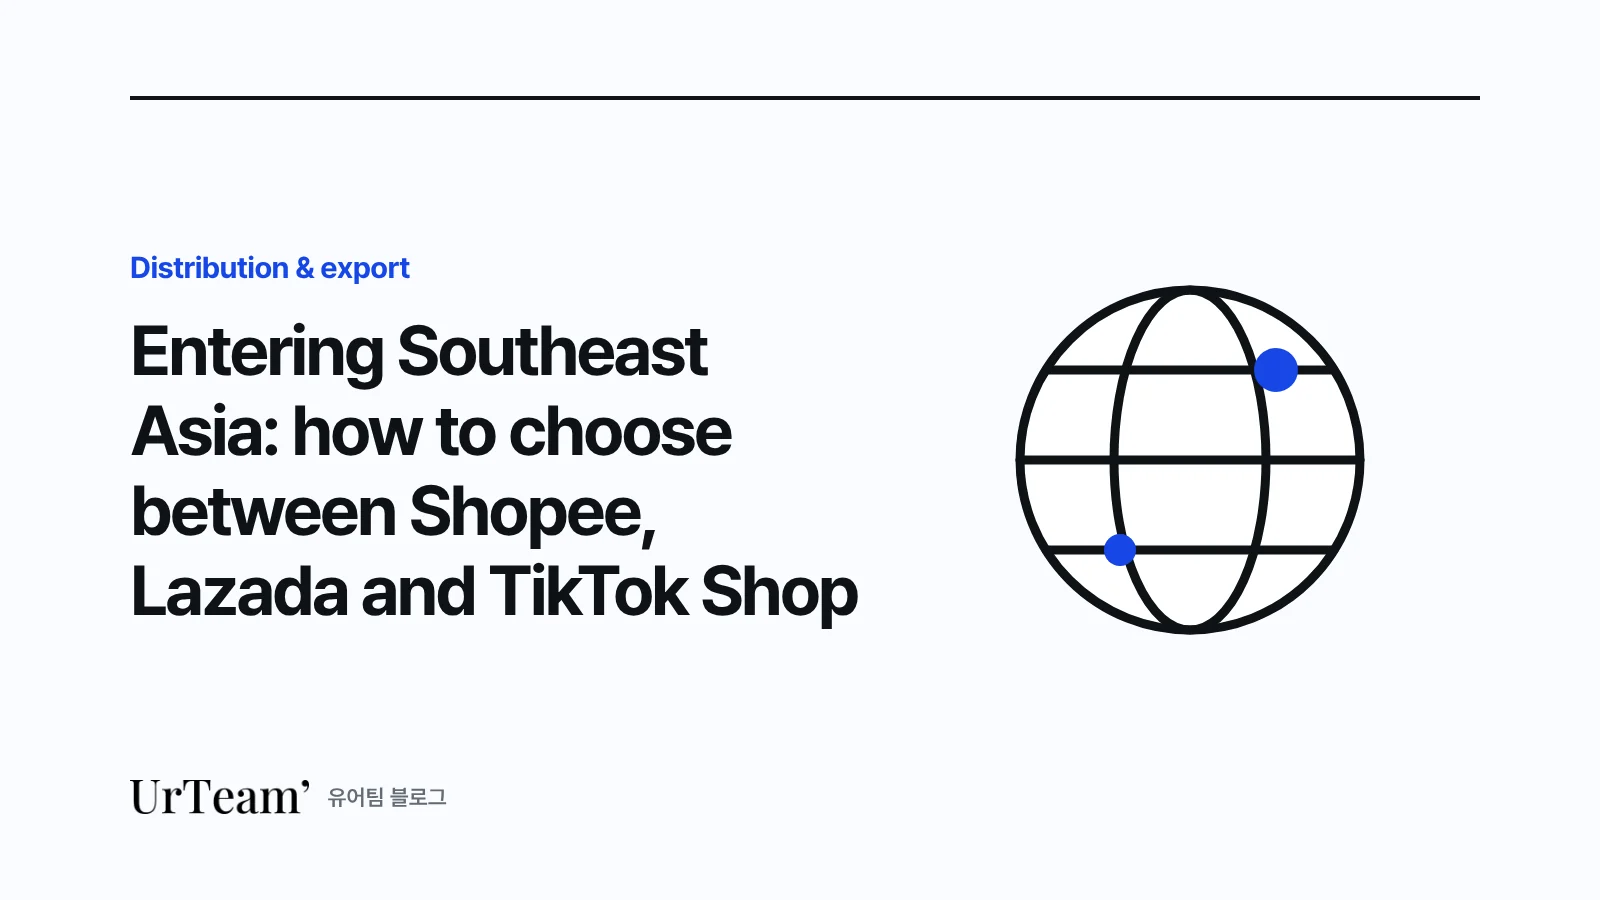 Distribution & export
Entering Southeast
Asia: how to choose
between Shopee,
Lazada and TikTok Shop
UrTeam’ 유어팀 블로그